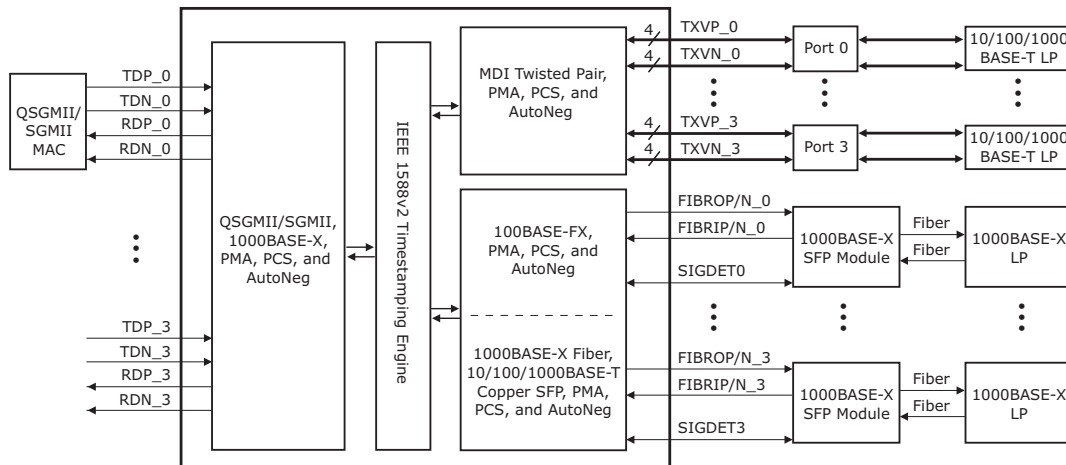 QSGMII/
SGMII
MAC
TDP_0
TDN_0
RDP_0
RDN_0
TDP_3
TDN_3
RDP_3
RDN_3
QSGMII/SGMII,
1000BASE-X,
PMA, PCS, and
AutoNeg
IEEE 1588v2 Timestamping Engine
MDI Twisted Pair,
PMA, PCS, and
AutoNeg
100BASE-FX,
PMA, PCS, and
AutoNeg
1000BASE-X Fiber,
10/100/1000BASE-T
Copper SFP, PMA,
PCS, and AutoNeg
4
TXVP_0
4
TXVN_0
4
TXVP_3
4
TXVN_3
Port 0
Port 3
10/100/1000
BASE-T LP
10/100/1000
BASE-T LP
FIBROP/N_0
FIBRIP/N_0
SIGDET0
1000BASE-X
SFP Module
Fiber
Fiber
1000BASE-X
LP
FIBROP/N_3
FIBRIP/N_3
SIGDET3
1000BASE-X
SFP Module
Fiber
Fiber
1000BASE-X
LP